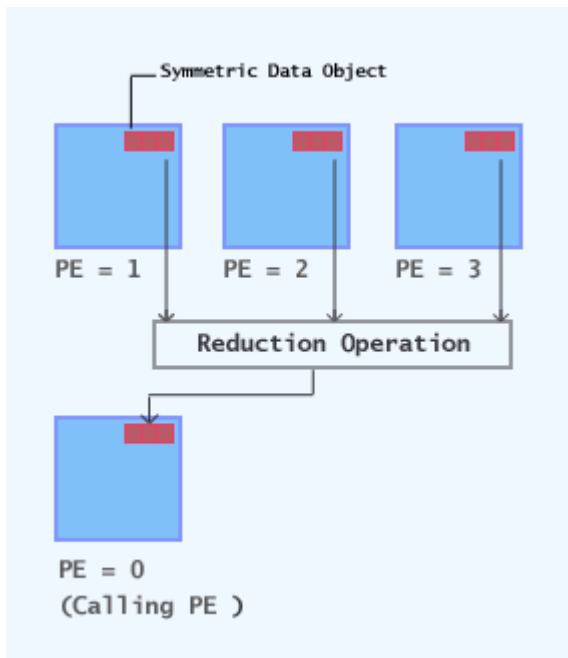 Symmetric Data Object
PE = 1
PE = 2
PE = 3
Reduction Operation
PE = 0
(Calling PE )